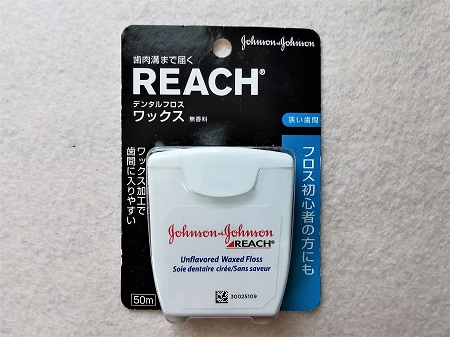 Johnson & Johnson
歯肉溝まで届く
REACH®
デンタルフロス
ワックス 無香料
狭い歯間
フロス初心者の方にも
ワックス加工で
歯間に入りやすい
Johnson & Johnson
REACH®
Unflavored Waxed Floss
Soie dentaire cirée/Sans saveur
30025109
50m